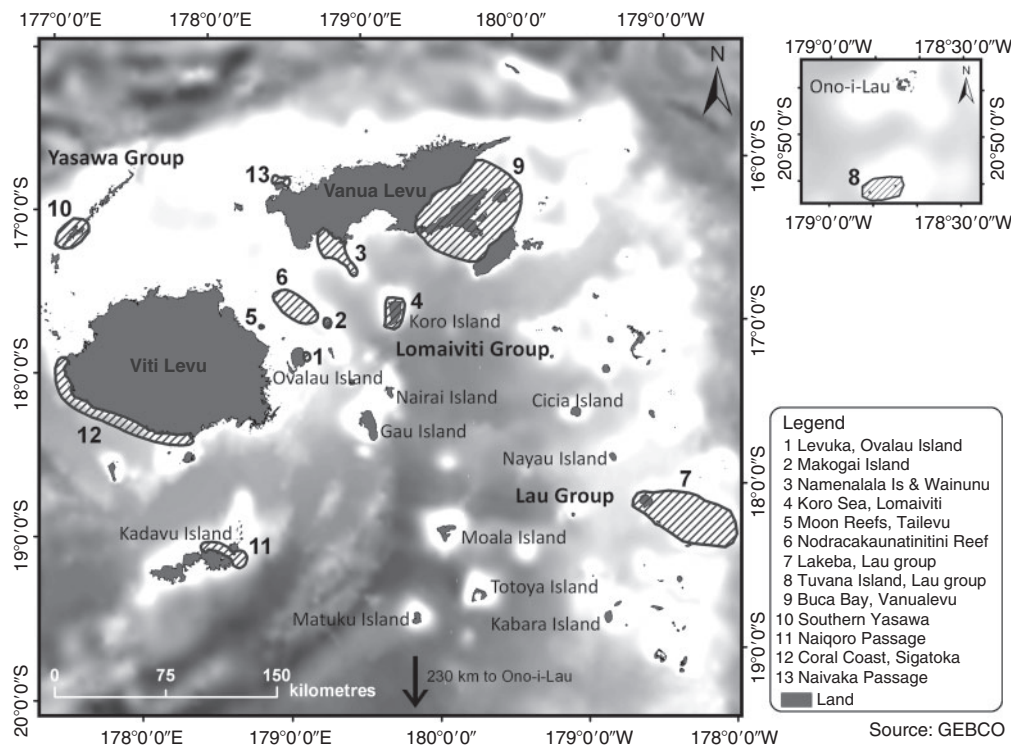 177°0′0″E 178°0′0″E 179°0′0″E 180°0′0″ 179°0′0″W
179°0′0″W 178°30′0″W
N
N
Ono-i-Lau
20°50′0″S
20°50′0″S
8
179°0′0″W 178°30′0″W
16°0′0″S
17°0′0″S
17°0′0″S
18°0′0″S
18°0′0″S
19°0′0″S
19°0′0″S
20°0′0″S
Yasawa Group
13
Vanua Levu
9
10
3
6
4
5
2
Koro Island
1
Lomaiviti Group
Viti Levu
Ovalau Island
Nairai Island
Cicia Island
Gau Island
12
Nayau Island
7
Lau Group
Kadavu Island
11
Moala Island
Totoya Island
Matuku Island
Kabara Island
0 75 150
kilometres
230 km to Ono-i-Lau
178°0′0″E 179°0′0″E 180°0′0″S 179°0′0″W 178°0′0″W
Legend
1 Levuka, Ovalau Island
2 Makogai Island
3 Namenalala Is & Wainunu
4 Koro Sea, Lomaiviti
5 Moon Reefs, Tailevu
6 Nodracakaunatinitini Reef
7 Lakeba, Lau group
8 Tuvana Island, Lau group
9 Buca Bay, Vanualevu
10 Southern Yasawa
11 Naiqoro Passage
12 Coral Coast, Sigatoka
13 Naivaka Passage
Land
Source: GEBCO